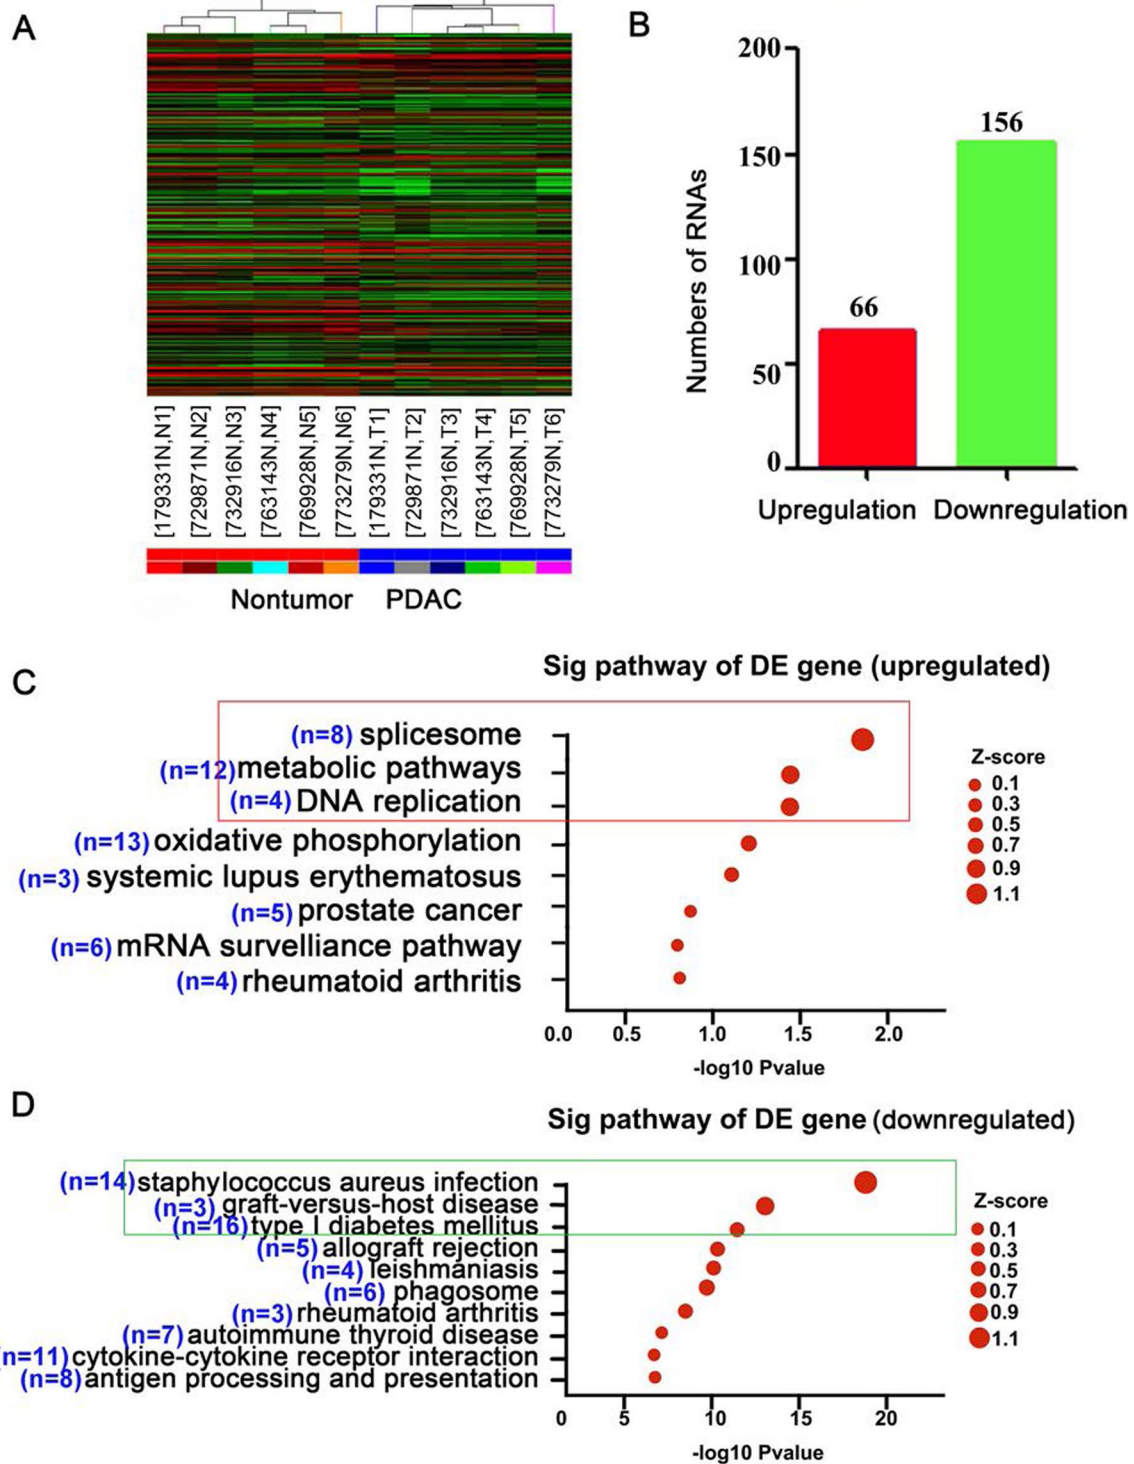 A
[179331N,N1]
[729871N,N2]
[732916N,N3]
[763143N,N4]
[769928N,N5]
[773279N,N6]
[179331N,T1]
[729871N,T2]
[732916N,T3]
[763143N,T4]
[769928N,T5]
[773279N,T6]
Nontumor PDAC
B
Numbers of RNAs
200
150
100
50
0
66
156
Upregulation Downregulation
C
Sig pathway of DE gene (upregulated)
(n=8) splicesome
(n=12) metabolic pathways
(n=4) DNA replication
(n=13) oxidative phosphorylation
(n=3) systemic lupus erythematosus
(n=5) prostate cancer
(n=6) mRNA survelliance pathway
(n=4) rheumatoid arthritis
0.0 0.5 1.0 1.5 2.0
-log10 Pvalue
Z-score
0.1
0.3
0.5
0.7
0.9
1.1
D
Sig pathway of DE gene (downregulated)
(n=14) staphylococcus aureus infection
(n=3) graft-versus-host disease
(n=16) type I diabetes mellitus
(n=5) allograft rejection
(n=4) leishmaniasis
(n=6) phagosome
(n=3) rheumatoid arthritis
(n=7) autoimmune thyroid disease
n=11) cytokine-cytokine receptor interaction
(n=8) antigen processing and presentation
0 5 10 15 20
-log10 Pvalue
Z-score
0.1
0.3
0.5
0.7
0.9
1.1